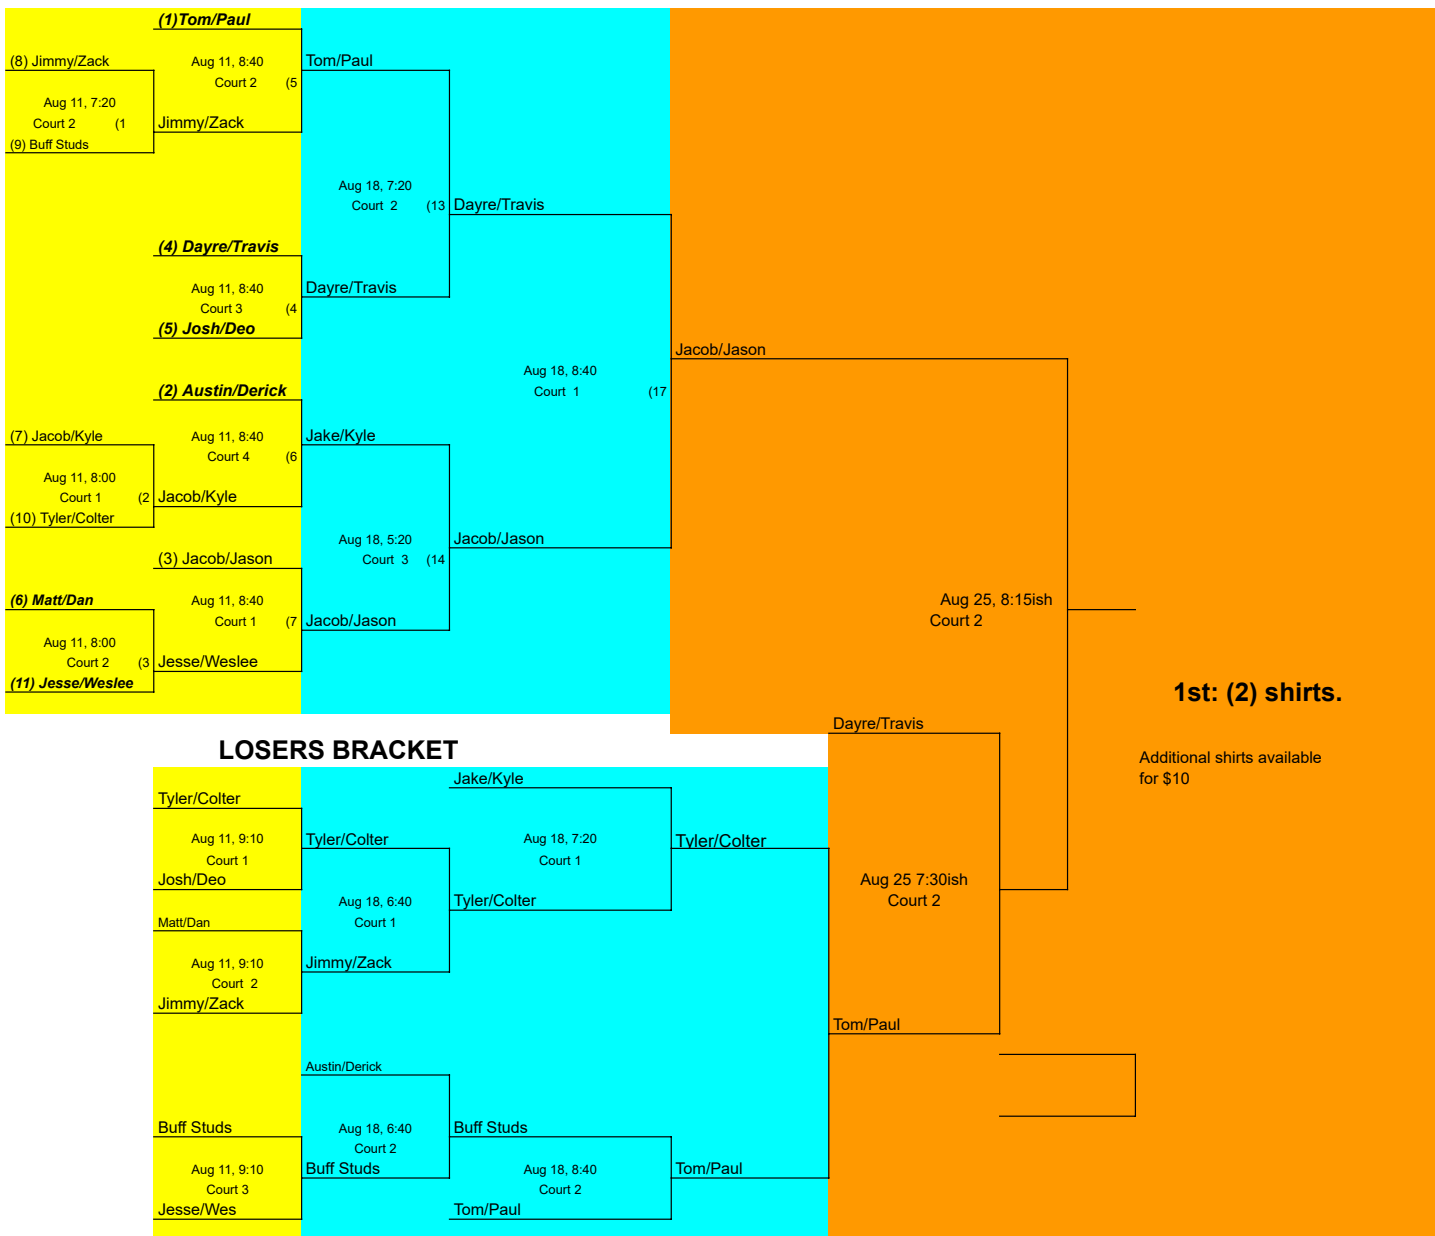 (1)Tom/Paul
(8) Jimmy/Zack
Aug 11, 8:40
Tom/Paul
Court 2 (5
Aug 11, 7:20
Court 2 (1
Jimmy/Zack
(9) Buff Studs
Aug 18, 7:20
Court 2 (13
Dayre/Travis
(4) Dayre/Travis
Aug 11, 8:40
Dayre/Travis
Court 3 (4
(5) Josh/Deo
Jacob/Jason
Aug 18, 8:40
Court 1 (17
(2) Austin/Derick
(7) Jacob/Kyle
Aug 11, 8:40
Jake/Kyle
Court 4 (6
Aug 11, 8:00
Court 1 (2
Jacob/Kyle
(10) Tyler/Colter
Aug 18, 5:20
Jacob/Jason
Court 3 (14
(3) Jacob/Jason
(6) Matt/Dan
Aug 11, 8:40
Aug 25, 8:15ish
Court 1 (7
Jacob/Jason
Court 2
Aug 11, 8:00
Court 2 (3
Jesse/Weslee
(11) Jesse/Weslee
1st: (2) shirts.
Dayre/Travis
LOSERS BRACKET
Additional shirts available
for $10
Jake/Kyle
Tyler/Colter
Aug 11, 9:10
Tyler/Colter
Aug 18, 7:20
Tyler/Colter
Court 1
Court 1
Josh/Deo
Aug 25 7:30ish
Court 2
Aug 18, 6:40
Tyler/Colter
Court 1
Matt/Dan
Aug 11, 9:10
Jimmy/Zack
Court 2
Jimmy/Zack
Tom/Paul
Austin/Derick
Buff Studs
Aug 18, 6:40
Buff Studs
Court 2
Aug 11, 9:10
Buff Studs
Aug 18, 8:40
Tom/Paul
Court 3
Court 2
Jesse/Wes
Tom/Paul